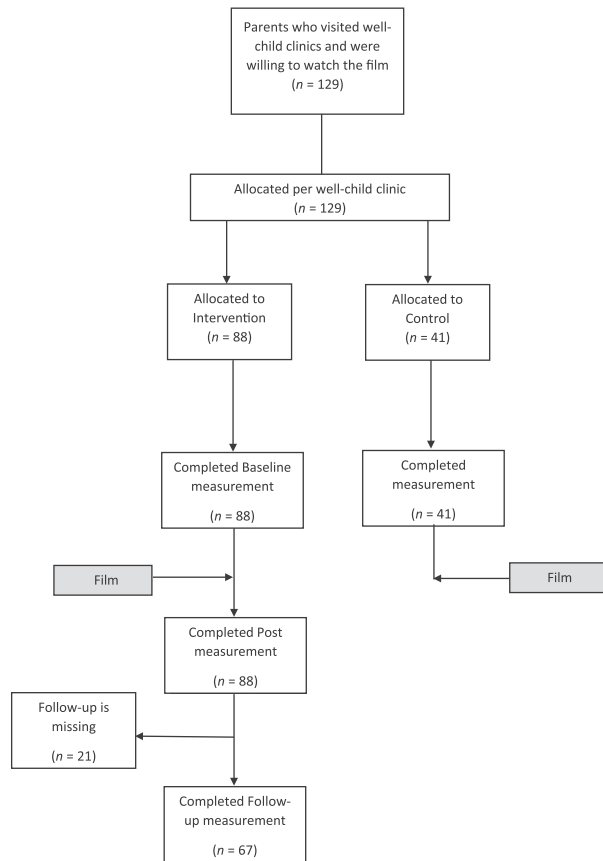 Parents who visited well-
child clinics and were
willing to watch the film
(n = 129)
Allocated per well-child clinic
(n = 129)
Allocated to
Intervention
(n = 88)
Allocated to
Control
(n = 41)
Completed Baseline
measurement
(n = 88)
Completed
measurement
(n = 41)
Film
Film
Completed Post
measurement
(n = 88)
Follow-up is
missing
(n = 21)
Completed Follow-
up measurement
(n = 67)